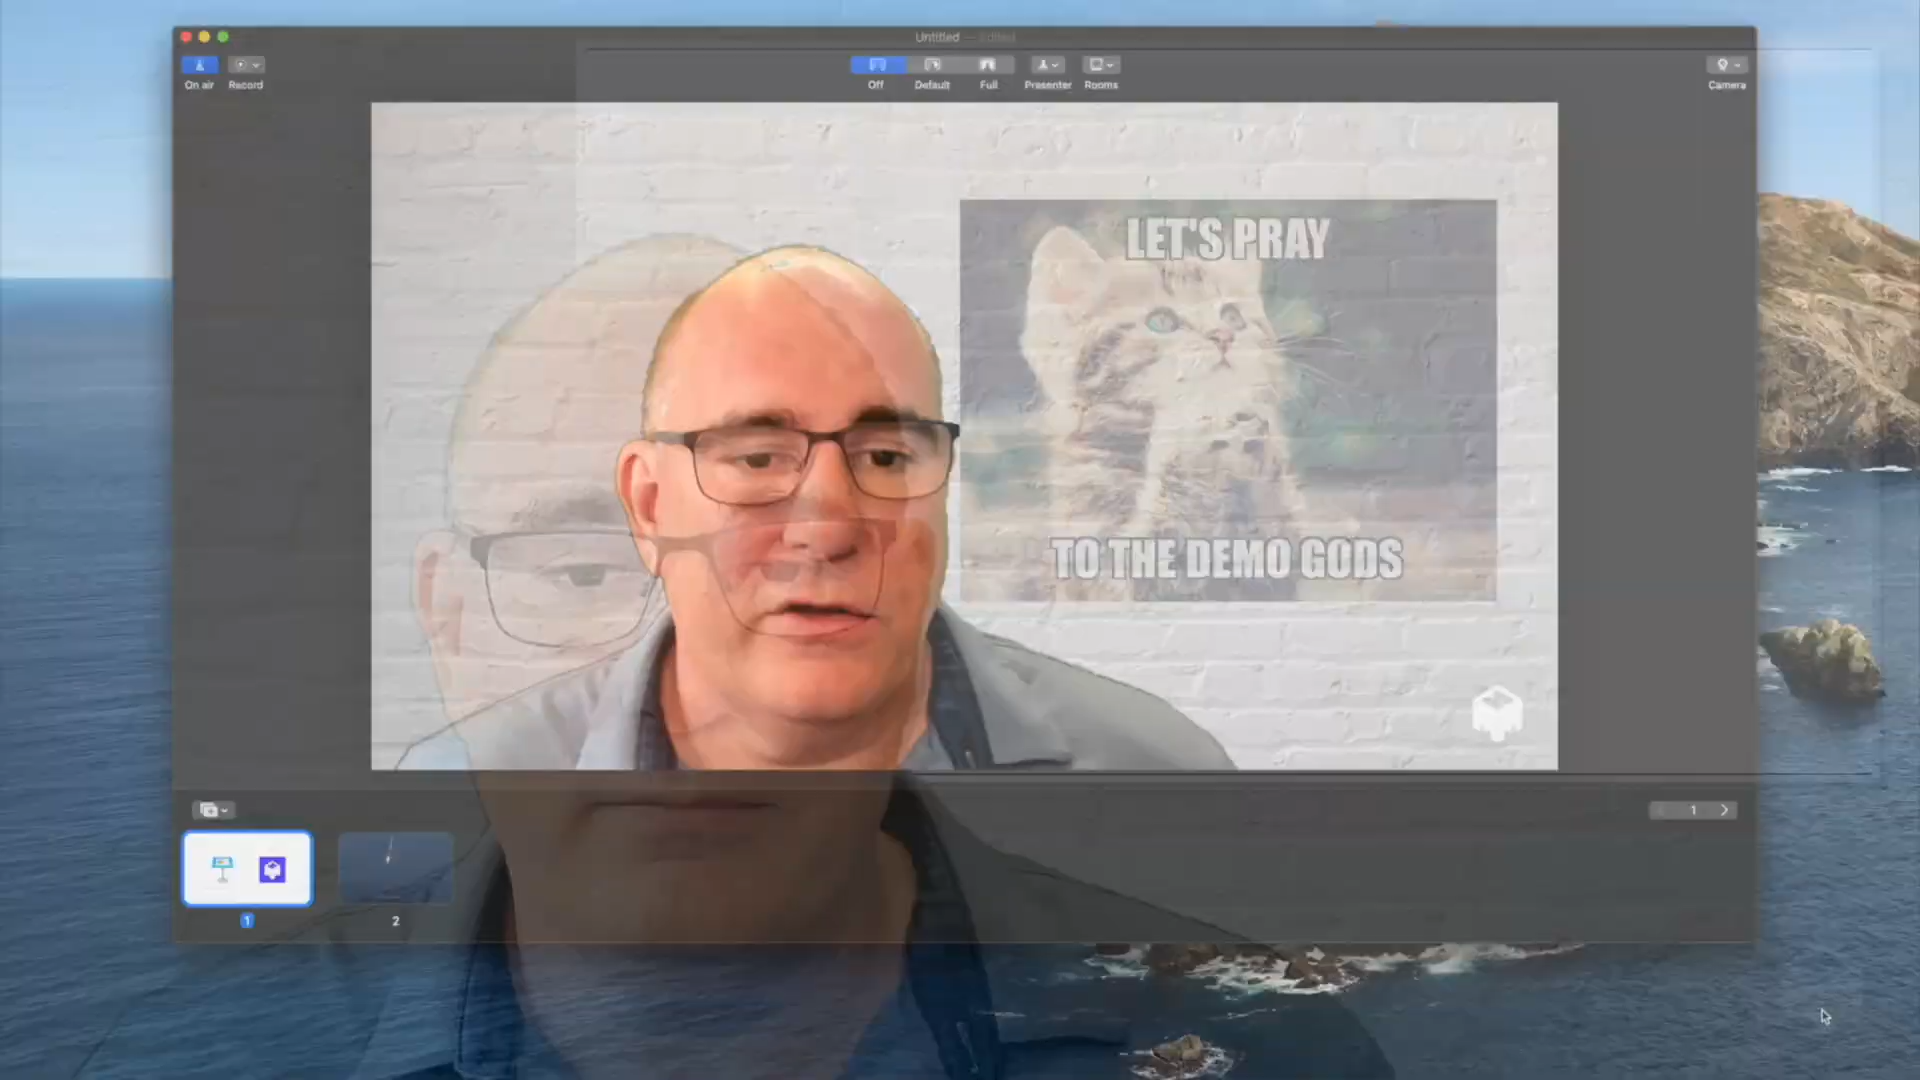 Untitled — Edited
On air
Record
Off
Default
Full
Presenter
Rooms
Camera
LET'S PRAY
TO THE DEMO GODS
1
1
2